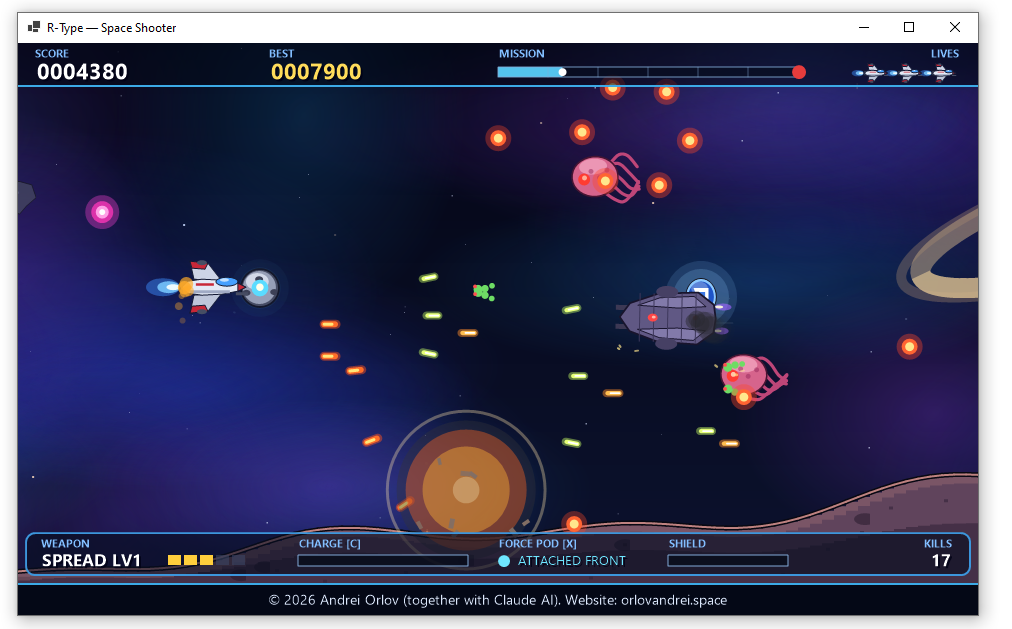 R-Type — Space Shooter
SCORE BEST MISSION LIVES
0004380 0007900
WEAPON CHARGE [C] FORCE POD [X] SHIELD KILLS
SPREAD LV1 ATTACHED FRONT 17
© 2026 Andrei Orlov (together with Claude AI). Website: orlovandrei.space